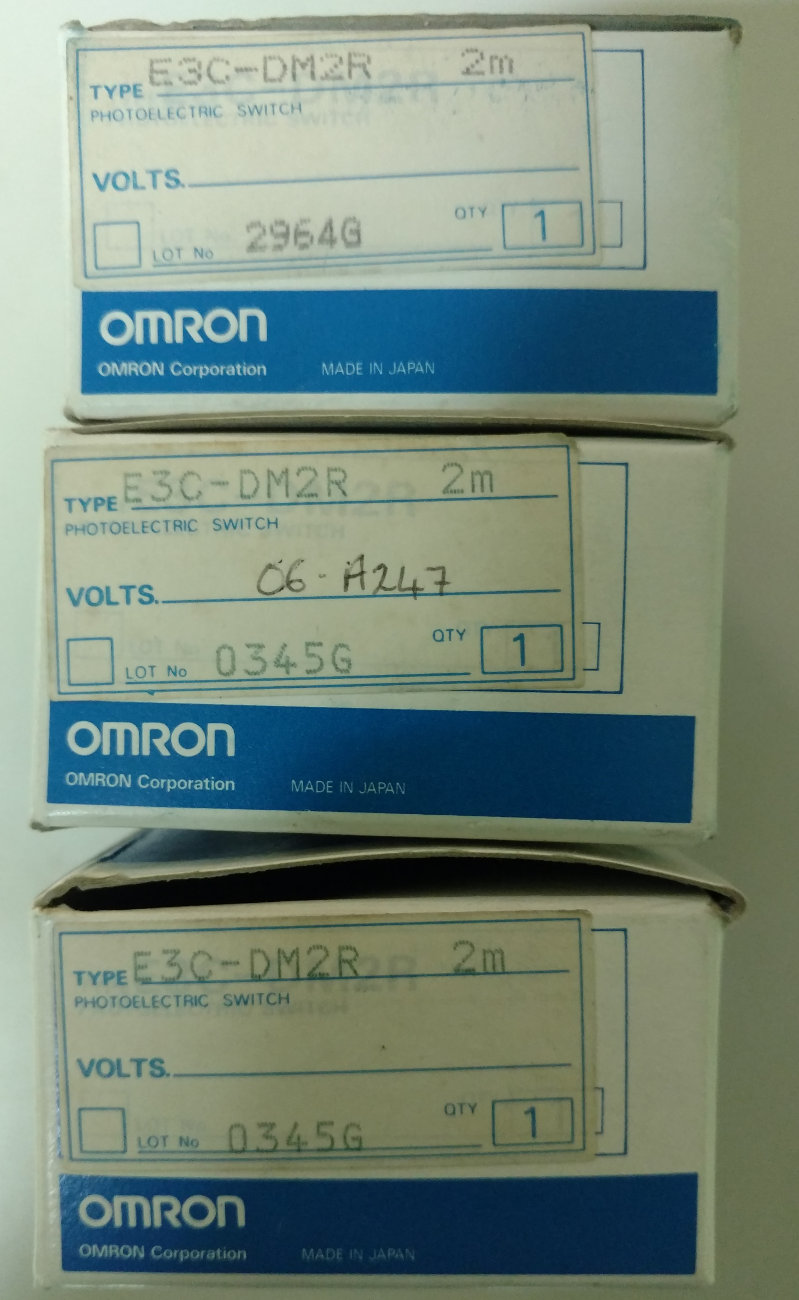 E3C-DM2R 2m
TYPE
PHOTOELECTRIC SWITCH
VOLTS.
QTY 1
LOT No 2964G
OMRON
OMRON Corporation MADE IN JAPAN
E3C-DM2R 2m
TYPE
PHOTOELECTRIC SWITCH
VOLTS. 06-A247
QTY 1
LOT No 0345G
OMRON
OMRON Corporation MADE IN JAPAN
E3C-DM2R 2m
TYPE
PHOTOELECTRIC SWITCH
VOLTS.
QTY 1
LOT No 0345G
OMRON
OMRON Corporation MADE IN JAPAN